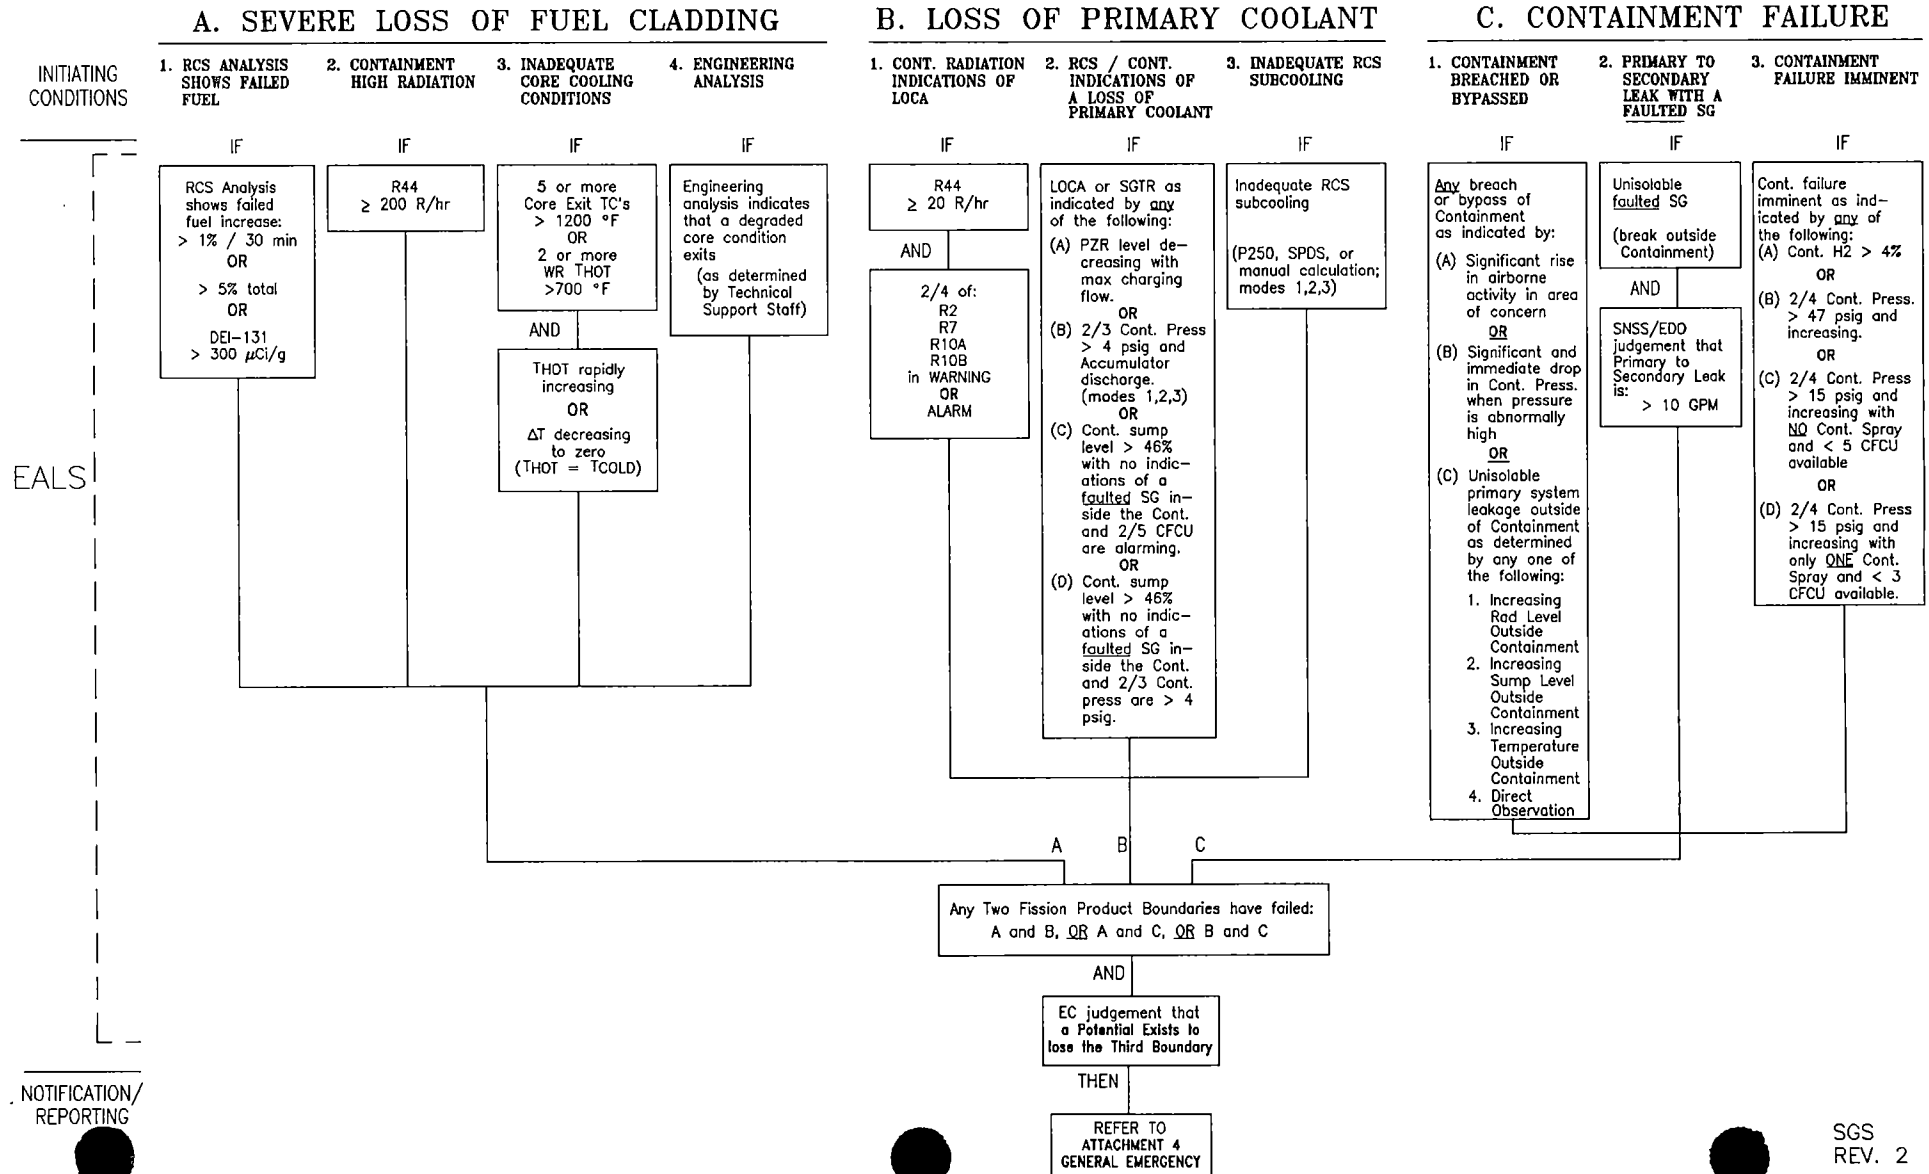 A. SEVERE LOSS OF FUEL CLADDING
B. LOSS OF PRIMARY COOLANT
C. CONTAINMENT FAILURE
INITIATING
CONDITIONS
1. RCS ANALYSIS
SHOWS FAILED
FUEL
2. CONTAINMENT
HIGH RADIATION
3. INADEQUATE
CORE COOLING
CONDITIONS
4. ENGINEERING
ANALYSIS
1. CONT. RADIATION
INDICATIONS OF
LOCA
2. RCS / CONT.
INDICATIONS OF
A LOSS OF
PRIMARY COOLANT
3. INADEQUATE RCS
SUBCOOLING
1. CONTAINMENT
BREACHED OR
BYPASSED
2. PRIMARY TO
SECONDARY
LEAK WITH A
FAULTED SG
3. CONTAINMENT
FAILURE IMMINENT
EALS
IF
RCS Analysis
shows failed
fuel increase:
> 1% / 30 min
OR
> 5% total
OR
DEI-131
> 300 µCi/g
IF
R44
≥ 200 R/hr
IF
5 or more
Core Exit TC's
> 1200 °F
OR
2 or more
WR THOT
>700 °F
AND
THOT rapidly
increasing
OR
ΔT decreasing
to zero
(THOT = TCOLD)
IF
Engineering
analysis indicates
that a degraded
core condition
exits
(as determined
by Technical
Support Staff)
IF
R44
≥ 20 R/hr
AND
2/4 of:
R2
R7
R10A
R10B
in WARNING
OR
ALARM
IF
LOCA or SGTR as
indicated by any
of the following:
(A) PZR level de-
creasing with
max charging
flow.
OR
(B) 2/3 Cont. Press
> 4 psig and
Accumulator
discharge.
(modes 1,2,3)
OR
(C) Cont. sump
level > 46%
with no indic-
ations of a
faulted SG in-
side the Cont.
and 2/5 CFCU
are alarming.
OR
(D) Cont. sump
level > 46%
with no indic-
ations of a
faulted SG in-
side the Cont.
and 2/3 Cont.
press are > 4
psig.
IF
Inadequate RCS
subcooling
(P250, SPDS, or
manual calculation;
modes 1,2,3)
IF
Any breach
or bypass of
Containment
as indicated by:
(A) Significant rise
in airborne
activity in area
of concern
OR
(B) Significant and
immediate drop
in Cont. Press.
when pressure
is abnormally
high
OR
(C) Unisolable
primary system
leakage outside
of Containment
as determined
by any one of
the following:
1. Increasing
Rad Level
Outside
Containment
2. Increasing
Sump Level
Outside
Containment
3. Increasing
Temperature
Outside
Containment
4. Direct
Observation
IF
Unisolable
faulted SG
(break outside
Containment)
AND
SNSS/EDO
judgement that
Primary to
Secondary Leak
is:
> 10 GPM
IF
Cont. failure
imminent as ind-
icated by any of
the following:
(A) Cont. H2 > 4%
OR
(B) 2/4 Cont. Press.
> 47 psig and
increasing.
OR
(C) 2/4 Cont. Press
> 15 psig and
increasing with
NO Cont. Spray
and < 5 CFCU
available
OR
(D) 2/4 Cont. Press
> 15 psig and
increasing with
only ONE Cont.
Spray and < 3
CFCU available.
A
B
C
Any Two Fission Product Boundaries have failed:
A and B, OR A and C, OR B and C
AND
EC judgement that
a Potential Exists to
lose the Third Boundary
THEN
NOTIFICATION/
REPORTING
REFER TO
ATTACHMENT 4
GENERAL EMERGENCY
SGS
REV. 2